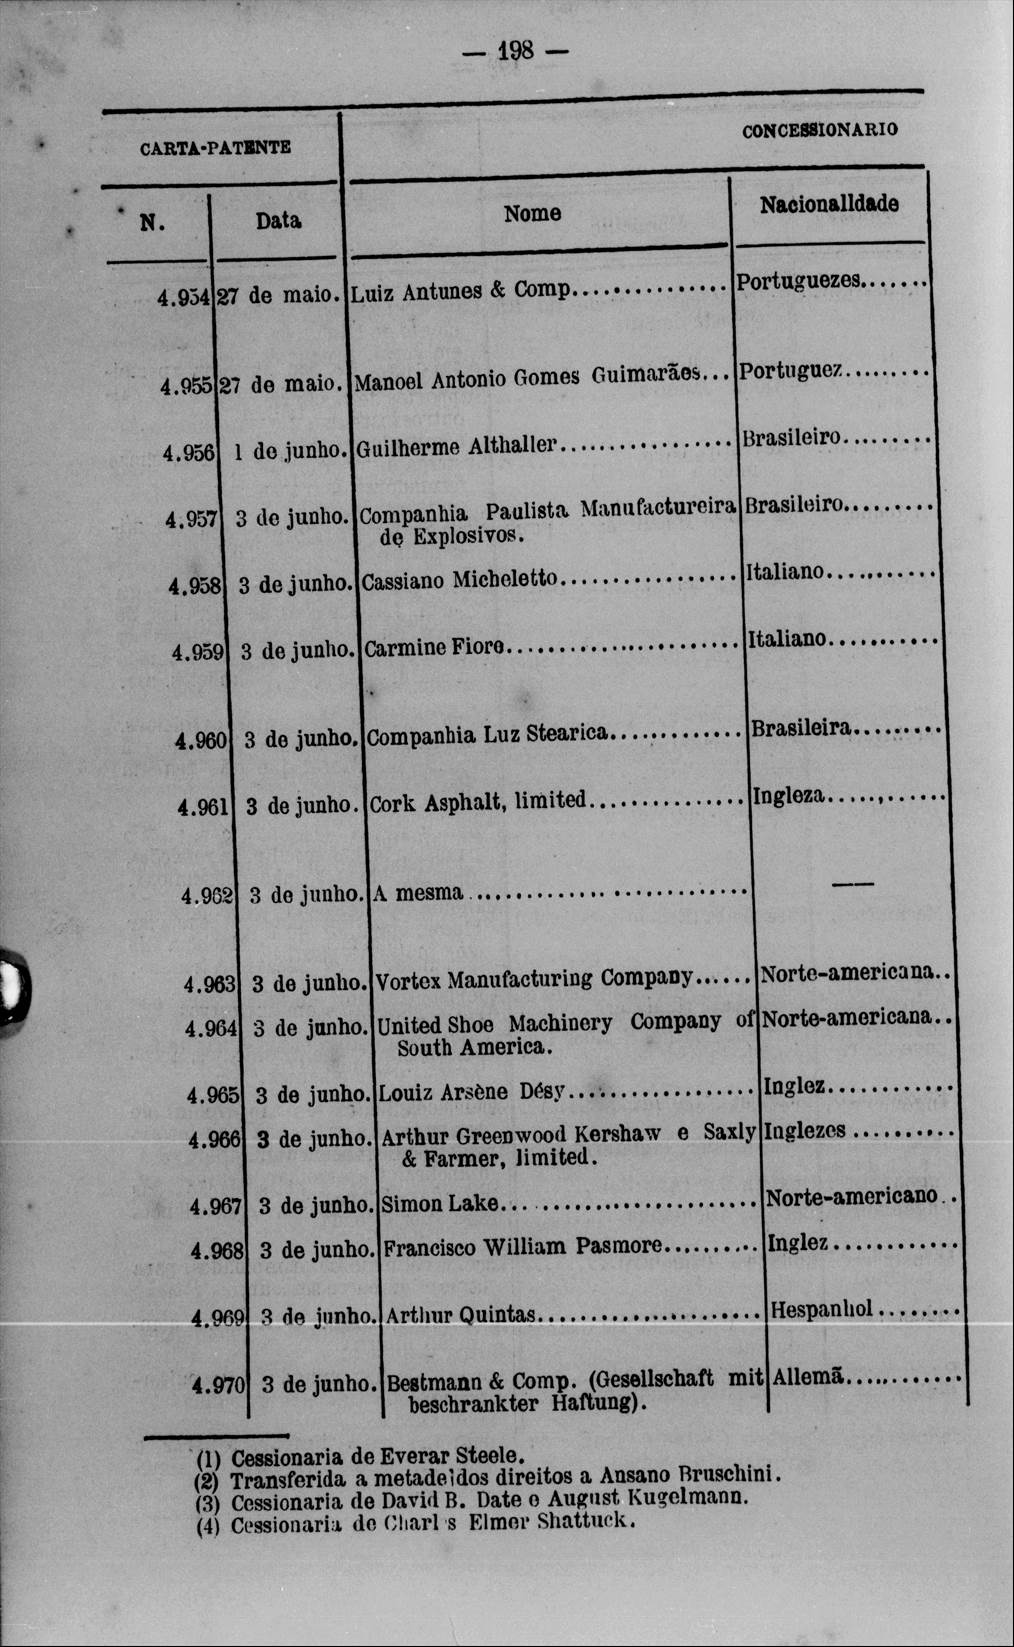 — 198 —
CARTA-PATENTE
CONCESSIONARIO
N.
Data
Nome
Nacionalidade
4.954 27 de maio. Luiz Antunes & Comp................ Portuguezes.......
4.955 27 de maio. Manoel Antonio Gomes Guimarães... Portuguez.........
4.956 1 de junho. Guilherme Althaller................. Brasileiro.........
4.957 3 de junho. Companhia Paulista Manufactureira Brasileiro.........
de Explosivos.
4.958 3 de junho. Cassiano Micheletto................. Italiano...........
4.959 3 de junho. Carmine Fiore....................... Italiano...........
4.960 3 de junho. Companhia Luz Stearica............. Brasileira.........
4.961 3 de junho. Cork Asphalt, limited............... Ingleza............
4.962 3 de junho. A mesma........................... ——
4.963 3 de junho. Vortex Manufacturing Company...... Norte-americana..
4.964 3 de junho. United Shoe Machinery Company of Norte-americana..
South America.
4.965 3 de junho. Louiz Arsène Désy.................. Inglez............
4.966 3 de junho. Arthur Greenwood Kershaw e Saxly Inglezes..........
& Farmer, limited.
4.967 3 de junho. Simon Lake......................... Norte-americano..
4.968 3 de junho. Francisco William Pasmore.......... Inglez............
4.969 3 de junho. Arthur Quintas...................... Hespanhol........
4.970 3 de junho. Bestmann & Comp. (Gesellschaft mit Allemã............
beschrankter Haftung).
(1) Cessionaria de Everar Steele.
(2) Transferida a metade dos direitos a Ansano Bruschini.
(3) Cessionaria de David B. Date e August Kugelmann.
(4) Cessionaria de Charl s Elmer Shattuck.